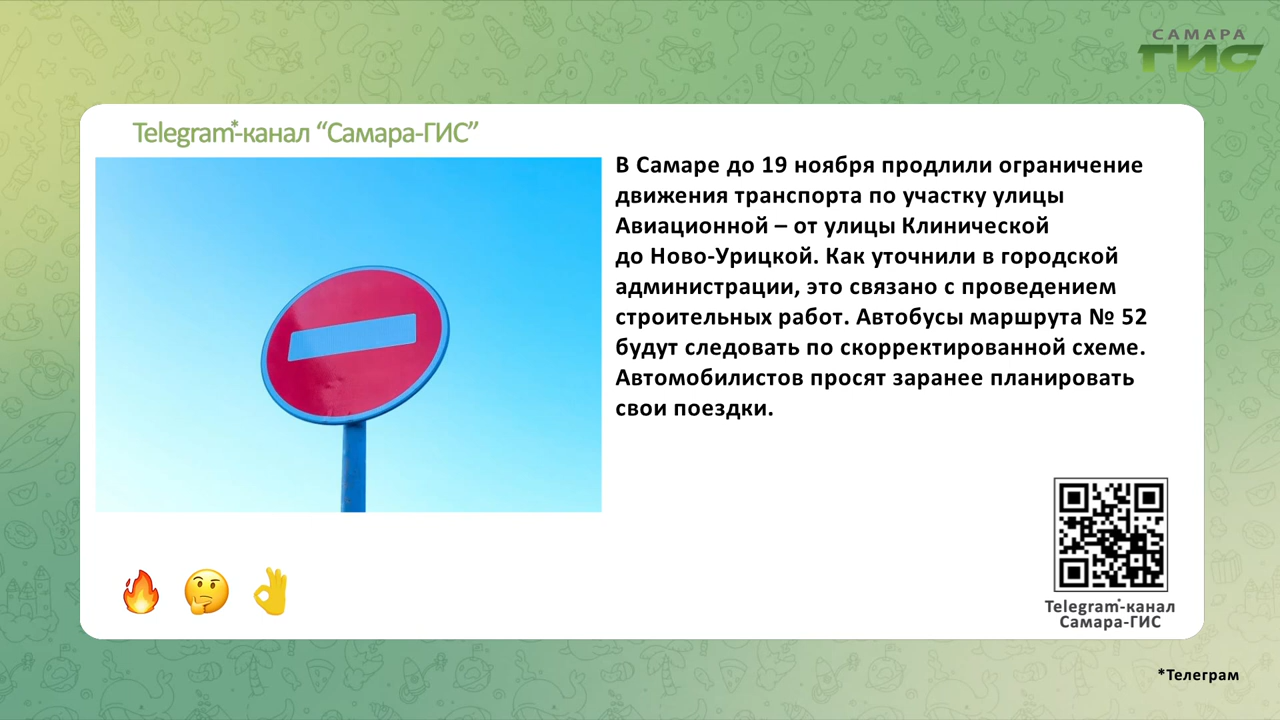 САМАРА
ГИС
Telegram*-канал “Самара-ГИС”
В Самаре до 19 ноября продлили ограничение
движения транспорта по участку улицы
Авиационной – от улицы Клинической
до Ново-Урицкой. Как уточнили в городской
администрации, это связано с проведением
строительных работ. Автобусы маршрута № 52
будут следовать по скорректированной схеме.
Автомобилистов просят заранее планировать
свои поездки.
Telegram*-канал
Самара-ГИС
*Телеграм